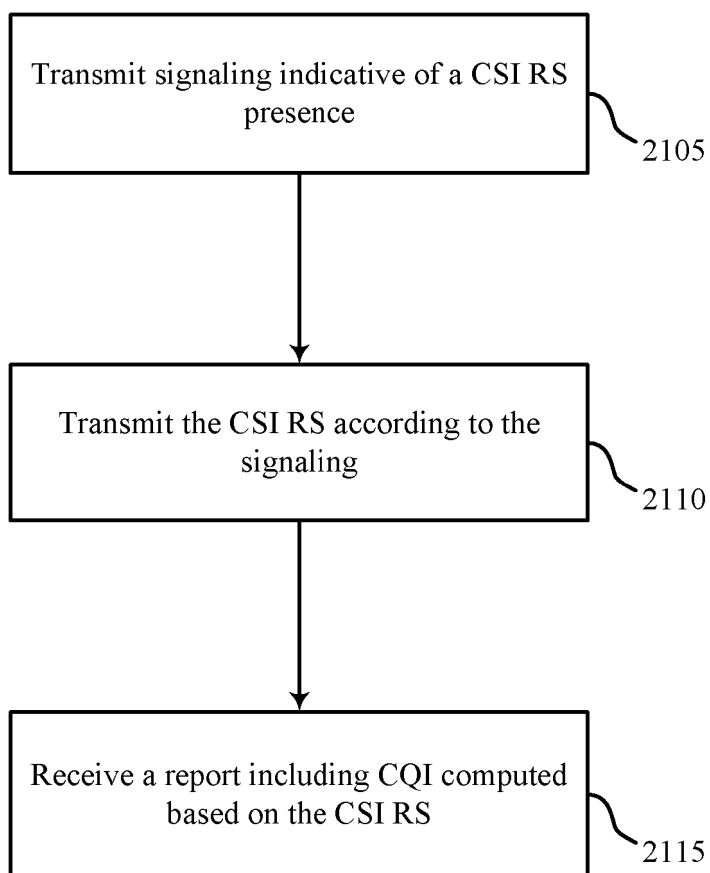 Transmit signaling indicative of a CSI RS
presence
2105
Transmit the CSI RS according to the
signaling
2110
Receive a report including CQI computed
based on the CSI RS
2115